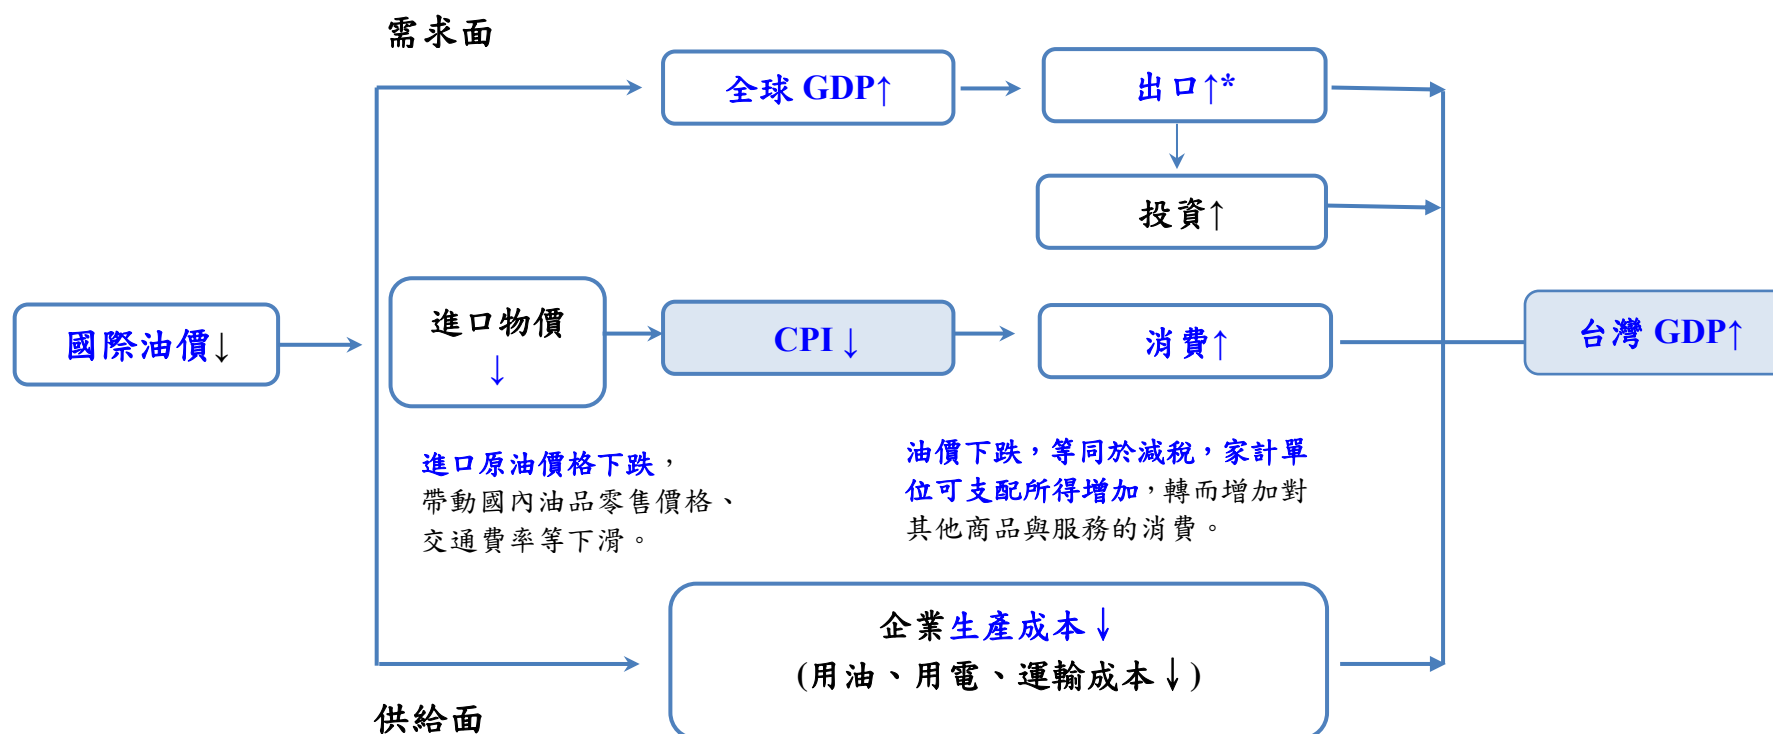 需求面
全球 GDP↑
出口↑*
投資↑
國際油價↓
進口物價
↓
CPI ↓
消費↑
台灣 GDP↑
進口原油價格下跌，
帶動國內油品零售價格、
交通費率等下滑。
油價下跌，等同於減稅，家計單
位可支配所得增加，轉而增加對
其他商品與服務的消費。
企業生產成本↓
(用油、用電、運輸成本↓)
供給面